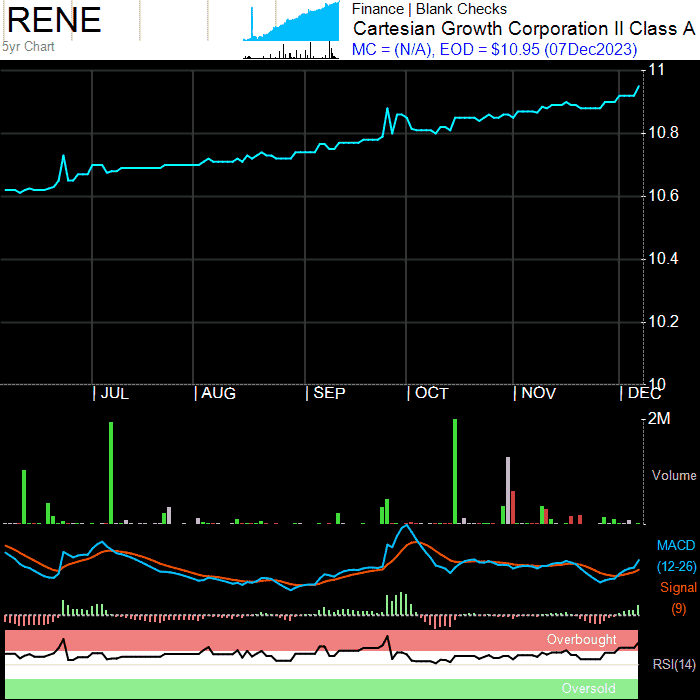 RENE
5yr Chart
Finance | Blank Checks
Cartesian Growth Corporation II Class A
MC = (N/A), EOD = $10.95 (07Dec2023)
11
10.8
10.6
10.4
10.2
10
| JUL | AUG | SEP | OCT | NOV | DEC
2M
Volume
MACD
(12-26)
Signal
(9)
Overbought
RSI(14)
Oversold